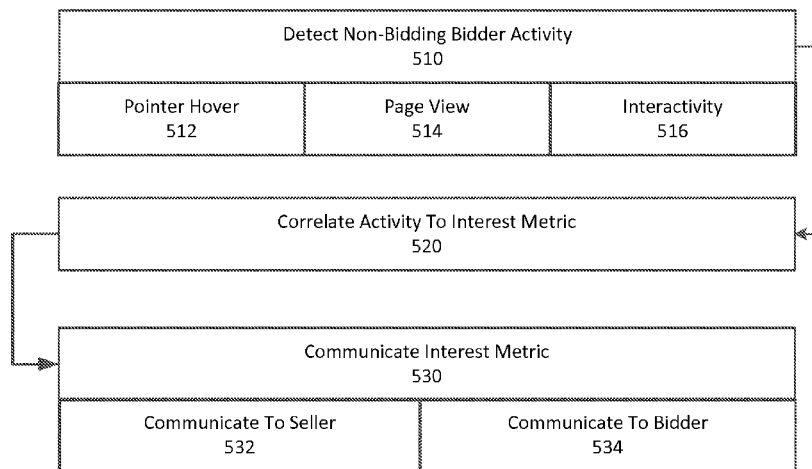 Detect Non-Bidding Bidder Activity
510
Pointer Hover
512
Page View
514
Interactivity
516
Correlate Activity To Interest Metric
520
Communicate Interest Metric
530
Communicate To Seller
532
Communicate To Bidder
534